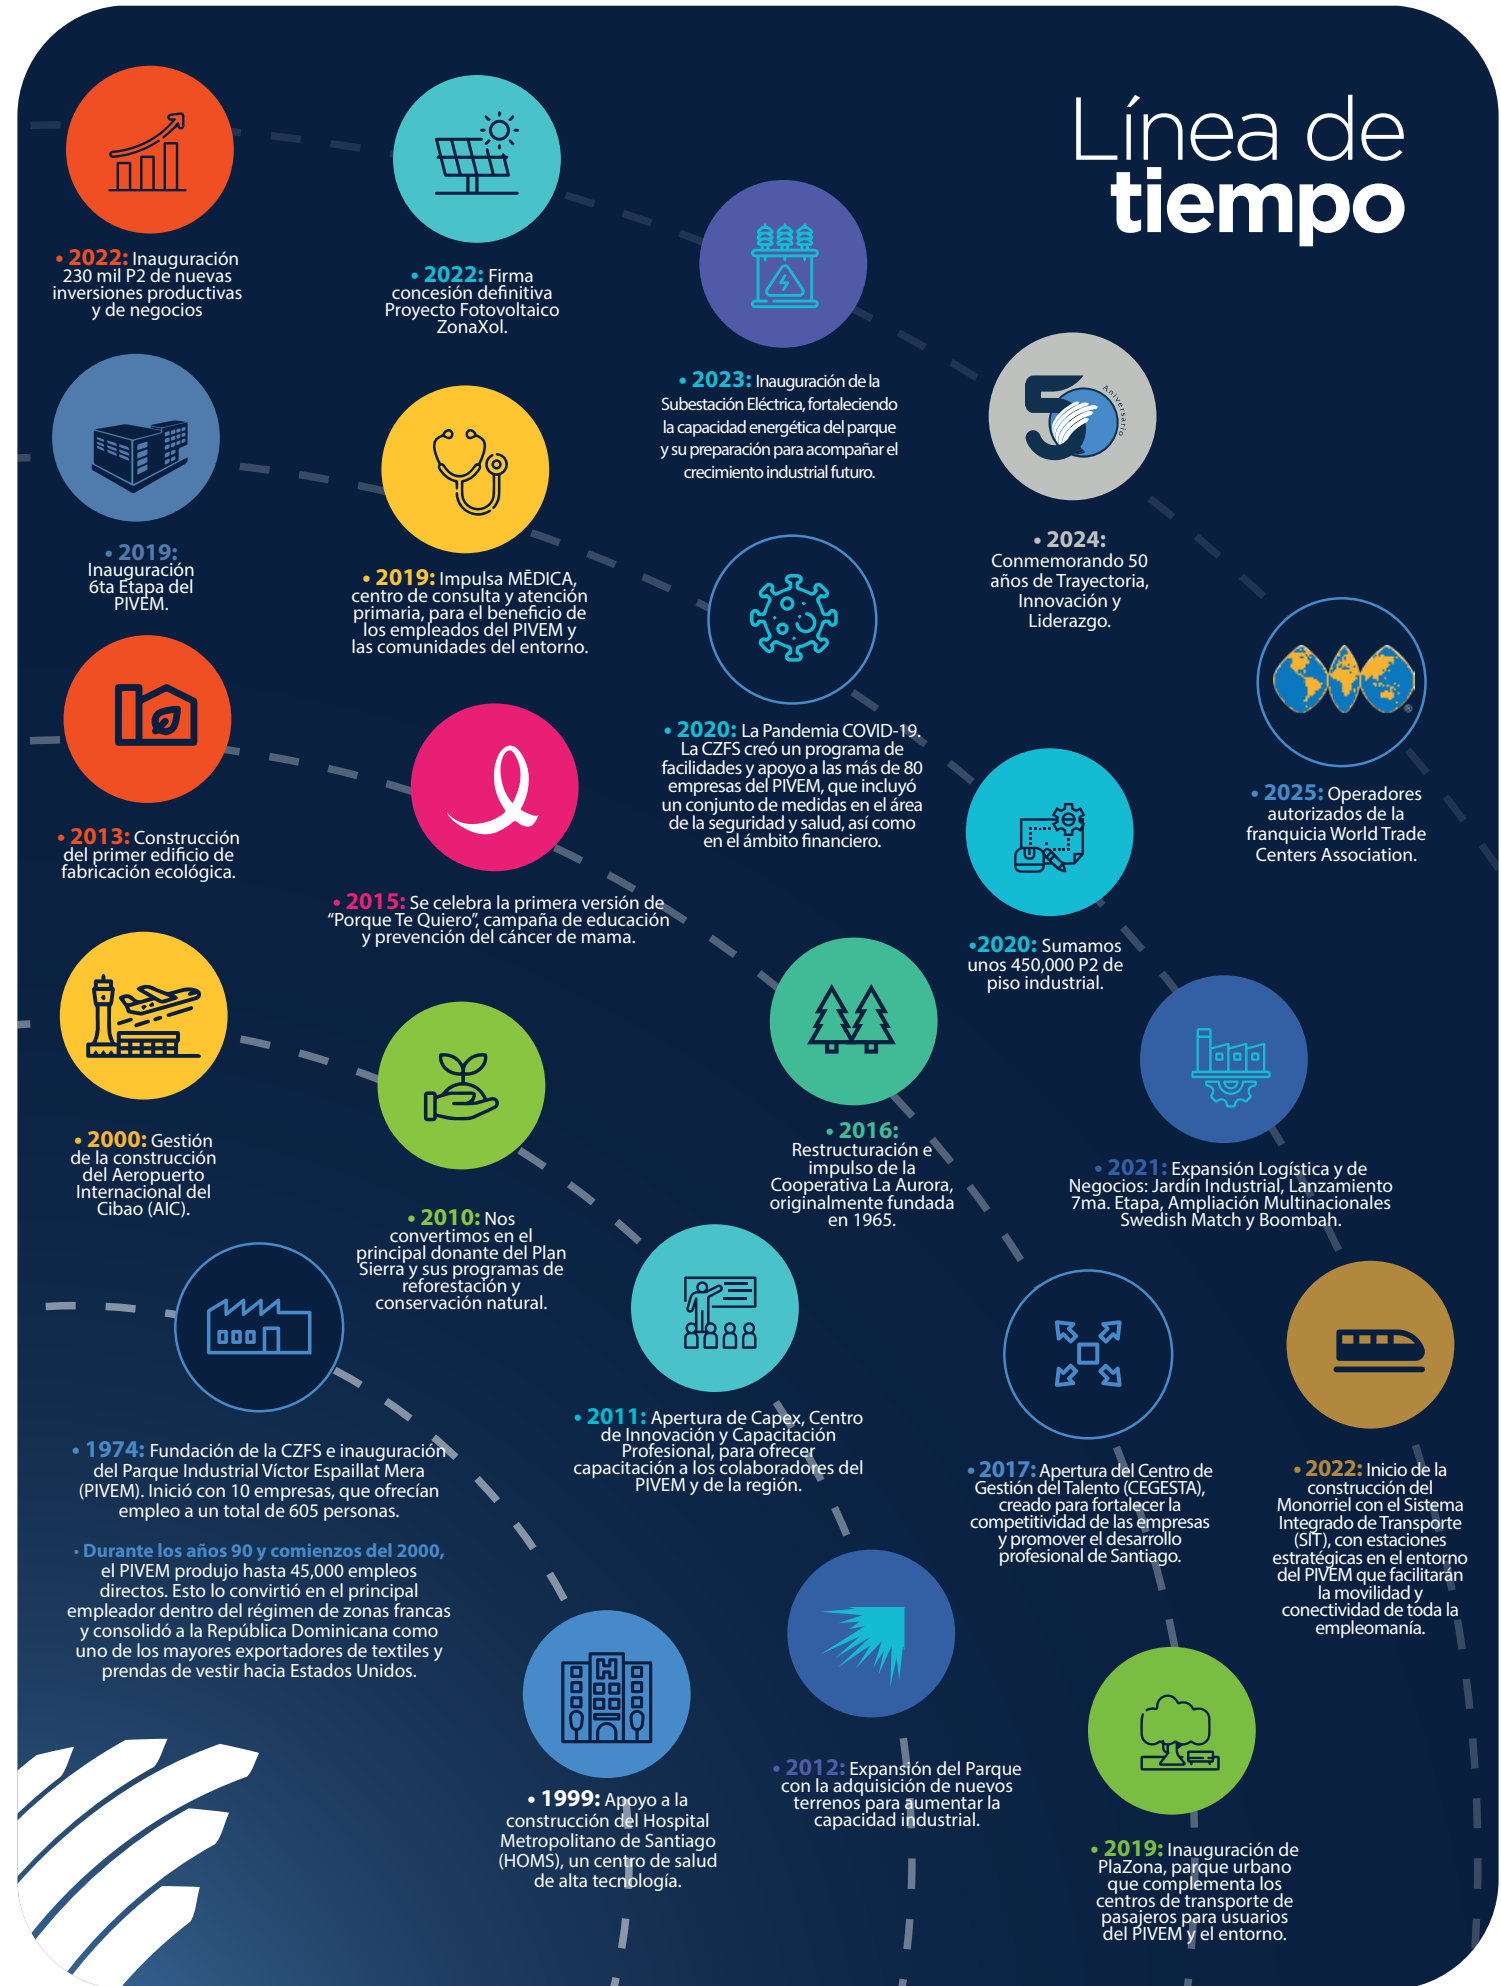 Línea de
tiempo
• 2022: Inauguración
230 mil P2 de nuevas
inversiones productivas
y de negocios
• 2022: Firma
concesión definitiva
Proyecto Fotovoltaico
ZonaXol.
• 2023: Inauguración de la
Subestación Eléctrica, fortaleciendo
la capacidad energética del parque
y su preparación para acompañar el
crecimiento industrial futuro.
50
Aniversario
• 2024:
Conmemorando 50
años de Trayectoria,
Innovación y
Liderazgo.
®
• 2025: Operadores
autorizados de la
franquicia World Trade
Centers Association.
• 2019:
Inauguración
6ta Etapa del
PIVEM.
• 2019: Impulsa MĒDICA,
centro de consulta y atención
primaria, para el beneficio de
los empleados del PIVEM y
las comunidades del entorno.
• 2020: La Pandemia COVID-19.
La CZFS creó un programa de
facilidades y apoyo a las más de 80
empresas del PIVEM, que incluyó
un conjunto de medidas en el área
de la seguridad y salud, así como
en el ámbito financiero.
•2020: Sumamos
unos 450,000 P2 de
piso industrial.
• 2021: Expansión Logística y de
Negocios: Jardín Industrial, Lanzamiento
7ma. Etapa, Ampliación Multinacionales
Swedish Match y Boombah.
• 2022: Inicio de la
construcción del
Monorriel con el Sistema
Integrado de Transporte
(SIT), con estaciones
estratégicas en el entorno
del PIVEM que facilitarán
la movilidad y
conectividad de toda la
empleomanía.
• 2013: Construcción
del primer edificio de
fabricación ecológica.
• 2015: Se celebra la primera versión de
“Porque Te Quiero”, campaña de educación
y prevención del cáncer de mama.
• 2016:
Restructuración e
impulso de la
Cooperativa La Aurora,
originalmente fundada
en 1965.
• 2017: Apertura del Centro de
Gestión del Talento (CEGESTA),
creado para fortalecer la
competitividad de las empresas
y promover el desarrollo
profesional de Santiago.
• 2019: Inauguración de
PlaZona, parque urbano
que complementa los
centros de transporte de
pasajeros para usuarios
del PIVEM y el entorno.
• 2000: Gestión
de la construcción
del Aeropuerto
Internacional del
Cibao (AIC).
• 2010: Nos
convertimos en el
principal donante del Plan
Sierra y sus programas de
reforestación y
conservación natural.
• 2011: Apertura de Capex, Centro
de Innovación y Capacitación
Profesional, para ofrecer
capacitación a los colaboradores del
PIVEM y de la región.
• 2012: Expansión del Parque
con la adquisición de nuevos
terrenos para aumentar la
capacidad industrial.
• 1974: Fundación de la CZFS e inauguración
del Parque Industrial Víctor Espaillat Mera
(PIVEM). Inició con 10 empresas, que ofrecían
empleo a un total de 605 personas.
• Durante los años 90 y comienzos del 2000,
el PIVEM produjo hasta 45,000 empleos
directos. Esto lo convirtió en el principal
empleador dentro del régimen de zonas francas
y consolidó a la República Dominicana como
uno de los mayores exportadores de textiles y
prendas de vestir hacia Estados Unidos.
H
• 1999: Apoyo a la
construcción del Hospital
Metropolitano de Santiago
(HOMS), un centro de salud
de alta tecnología.